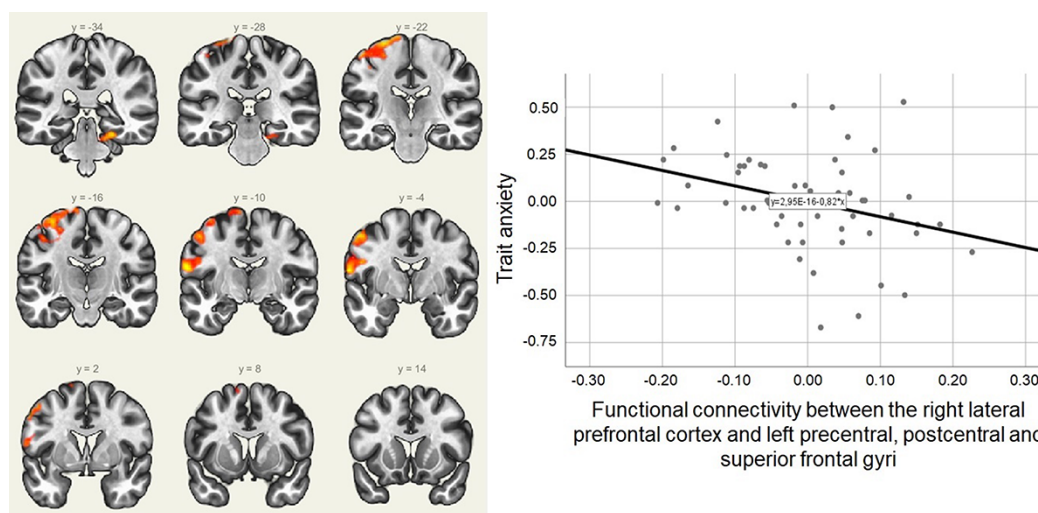 y = -34
y = -28
y = -22
y = -16
y = -10
y = -4
y = 2
y = 8
y = 14
Trait anxiety
0.50
0.25
0.00
-0.25
-0.50
-0.75
y=2,95E-16-0,82*x
-0.30
-0.20
-0.10
0.00
0.10
0.20
0.30
Functional connectivity between the right lateral
prefrontal cortex and left precentral, postcentral and
superior frontal gyri